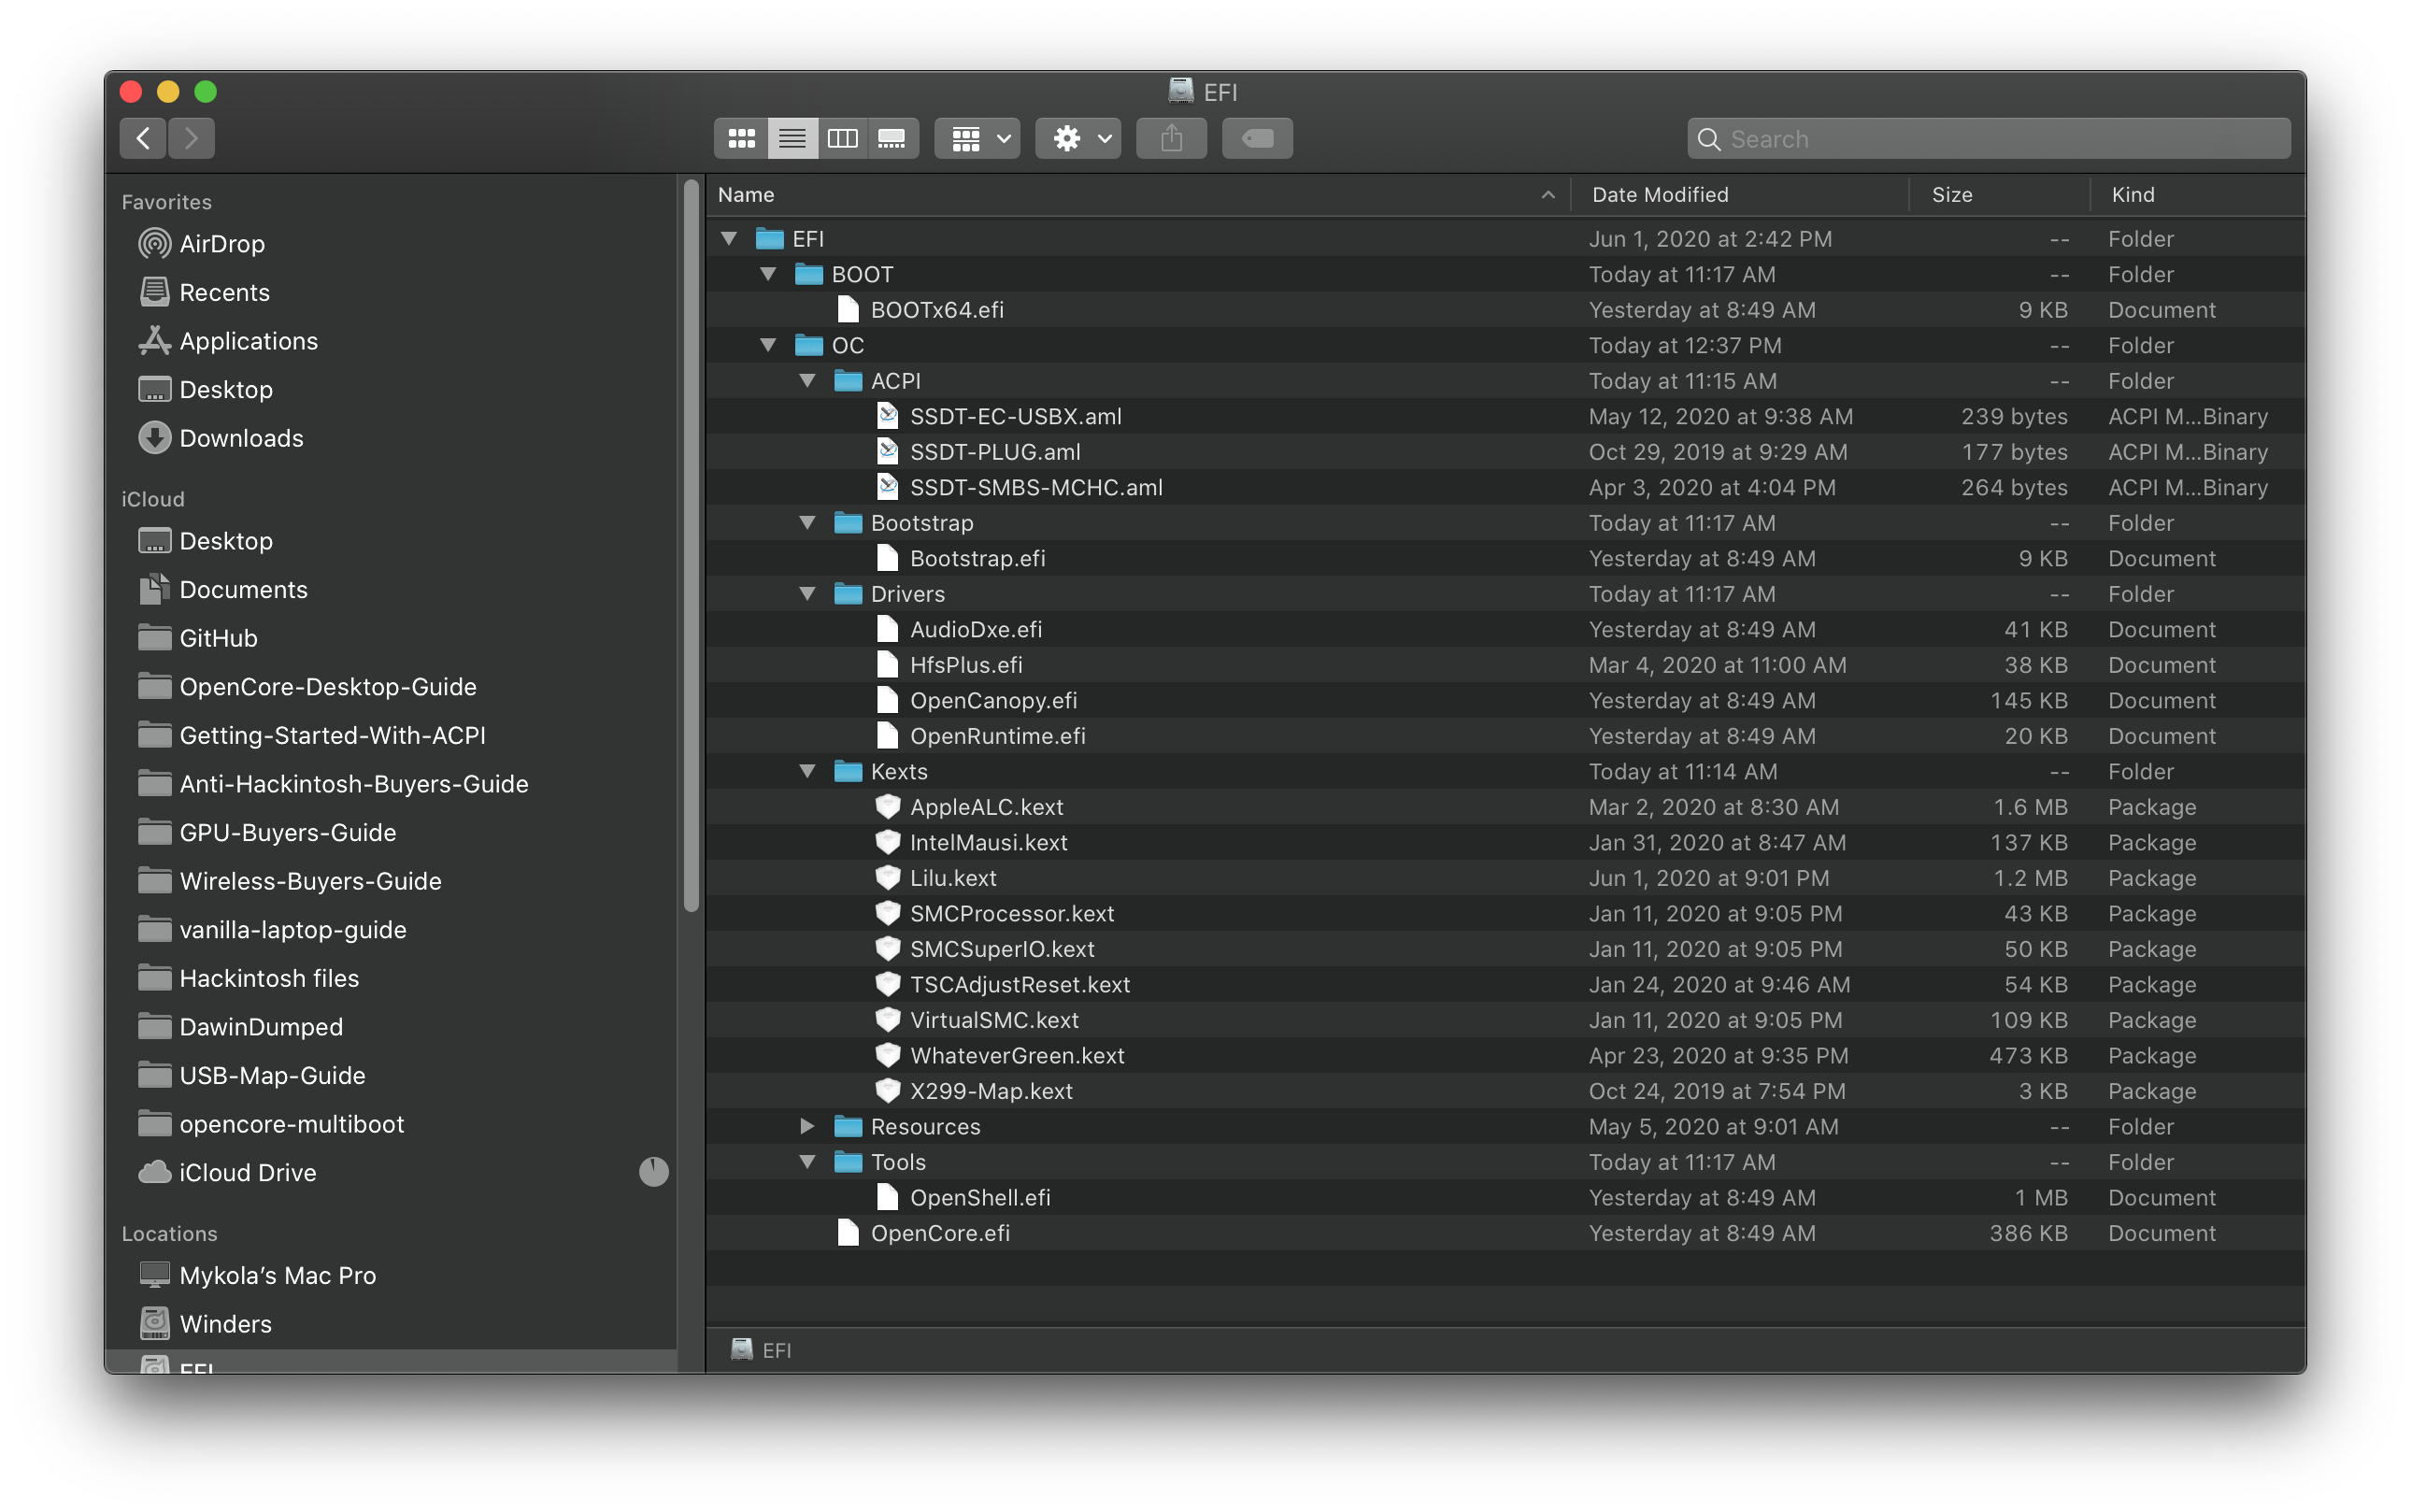 EFI
Search
Favorites
AirDrop
Recents
Applications
Desktop
Downloads
iCloud
Desktop
Documents
GitHub
OpenCore-Desktop-Guide
Getting-Started-With-ACPI
Anti-Hackintosh-Buyers-Guide
GPU-Buyers-Guide
Wireless-Buyers-Guide
vanilla-laptop-guide
Hackintosh files
DawinDumped
USB-Map-Guide
opencore-multiboot
iCloud Drive
Locations
Mykola’s Mac Pro
Winders
EFI
Name Date Modified Size Kind
EFI Jun 1, 2020 at 2:42 PM -- Folder
BOOT Today at 11:17 AM -- Folder
BOOTx64.efi Yesterday at 8:49 AM 9 KB Document
OC Today at 12:37 PM -- Folder
ACPI Today at 11:15 AM -- Folder
SSDT-EC-USBX.aml May 12, 2020 at 9:38 AM 239 bytes ACPI M...Binary
SSDT-PLUG.aml Oct 29, 2019 at 9:29 AM 177 bytes ACPI M...Binary
SSDT-SMBS-MCHC.aml Apr 3, 2020 at 4:04 PM 264 bytes ACPI M...Binary
Bootstrap Today at 11:17 AM -- Folder
Bootstrap.efi Yesterday at 8:49 AM 9 KB Document
Drivers Today at 11:17 AM -- Folder
AudioDxe.efi Yesterday at 8:49 AM 41 KB Document
HfsPlus.efi Mar 4, 2020 at 11:00 AM 38 KB Document
OpenCanopy.efi Yesterday at 8:49 AM 145 KB Document
OpenRuntime.efi Yesterday at 8:49 AM 20 KB Document
Kexts Today at 11:14 AM -- Folder
AppleALC.kext Mar 2, 2020 at 8:30 AM 1.6 MB Package
IntelMausi.kext Jan 31, 2020 at 8:47 AM 137 KB Package
Lilu.kext Jun 1, 2020 at 9:01 PM 1.2 MB Package
SMCProcessor.kext Jan 11, 2020 at 9:05 PM 43 KB Package
SMCSuperIO.kext Jan 11, 2020 at 9:05 PM 50 KB Package
TSCAdjustReset.kext Jan 24, 2020 at 9:46 AM 54 KB Package
VirtualSMC.kext Jan 11, 2020 at 9:05 PM 109 KB Package
WhateverGreen.kext Apr 23, 2020 at 9:35 PM 473 KB Package
X299-Map.kext Oct 24, 2019 at 7:54 PM 3 KB Package
Resources May 5, 2020 at 9:01 AM -- Folder
Tools Today at 11:17 AM -- Folder
OpenShell.efi Yesterday at 8:49 AM 1 MB Document
OpenCore.efi Yesterday at 8:49 AM 386 KB Document
EFI